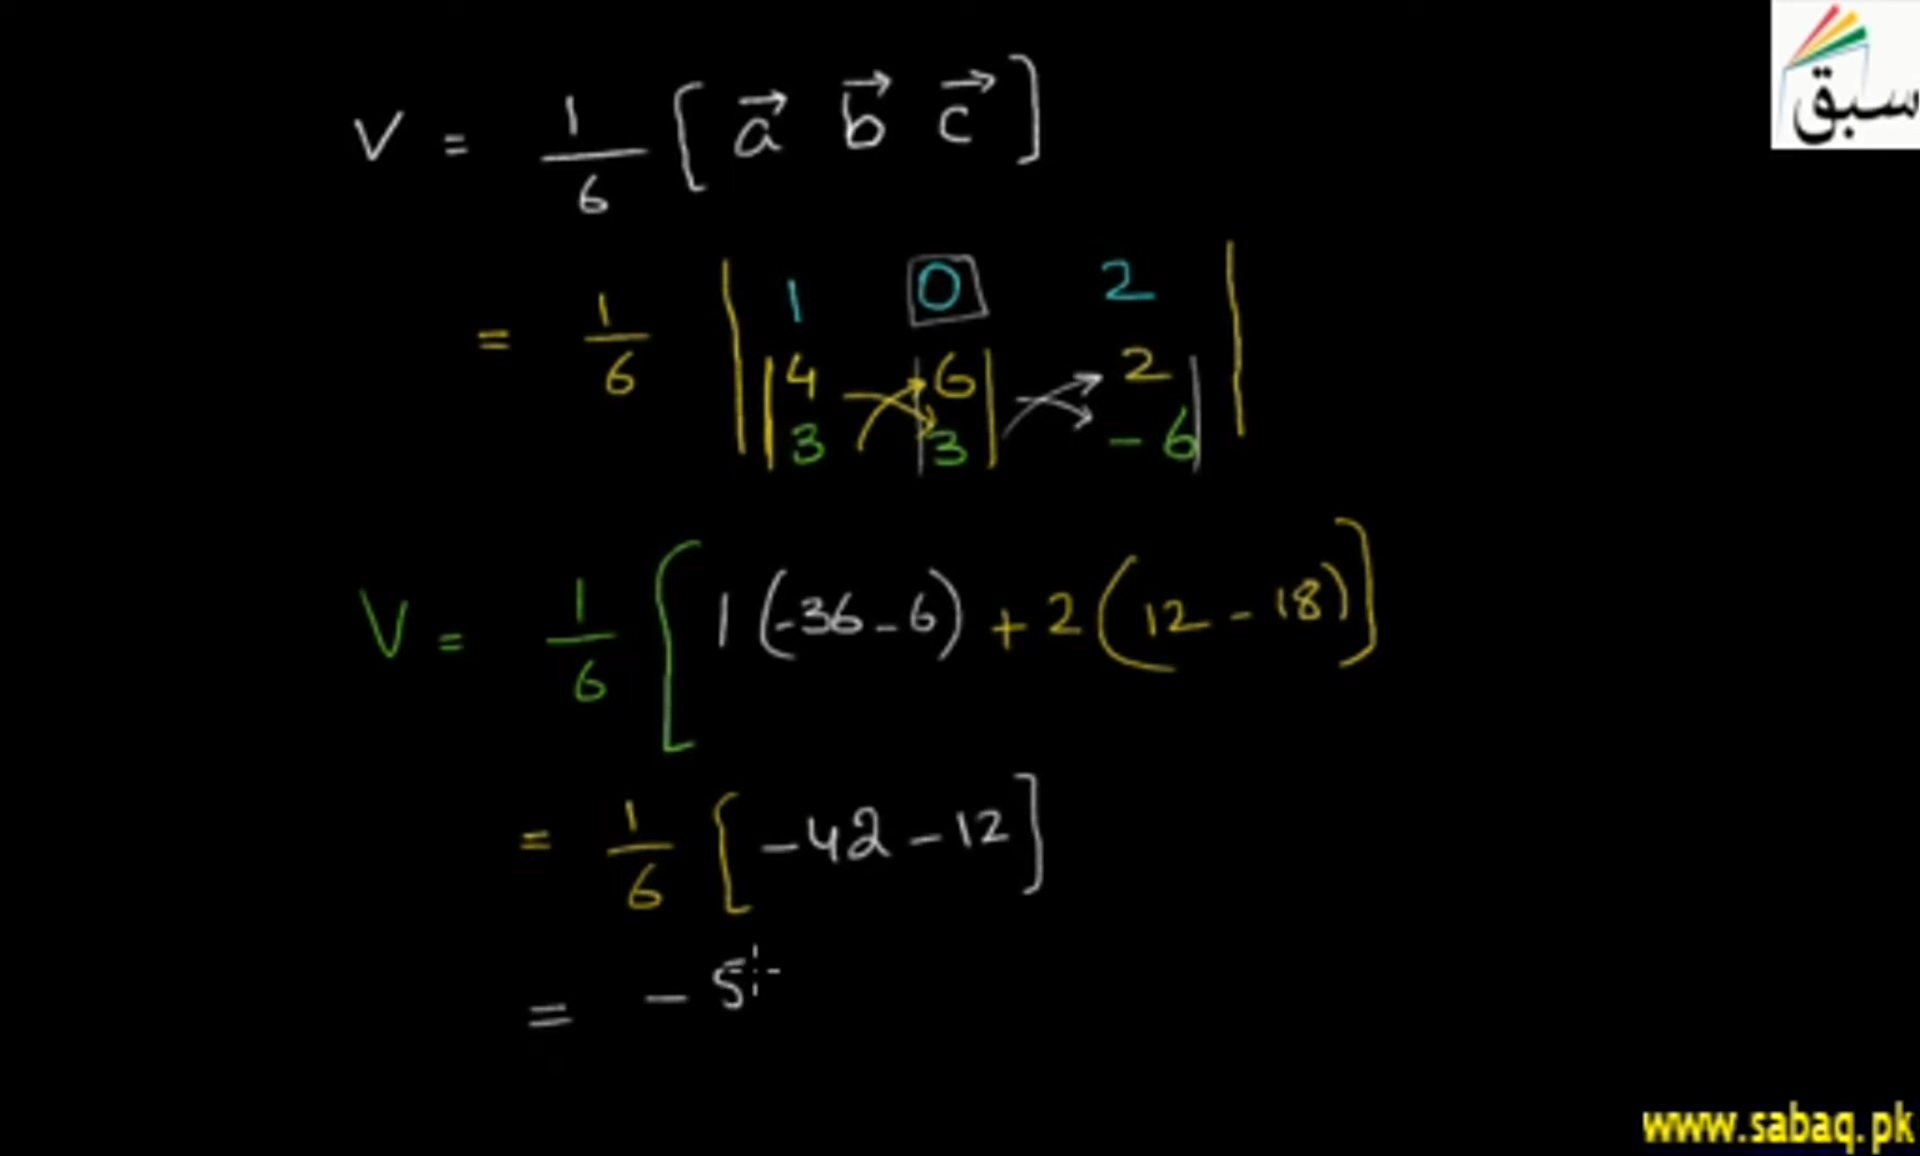 سبق
V = 1/6 [a⃗ b⃗ c⃗]
= 1/6 | 1 0 2 |
4 6 2
3 3 -6
V = 1/6 [1(-36-6) + 2(12-18)]
= 1/6 [-42-12]
= - 5
www.sabaq.pk